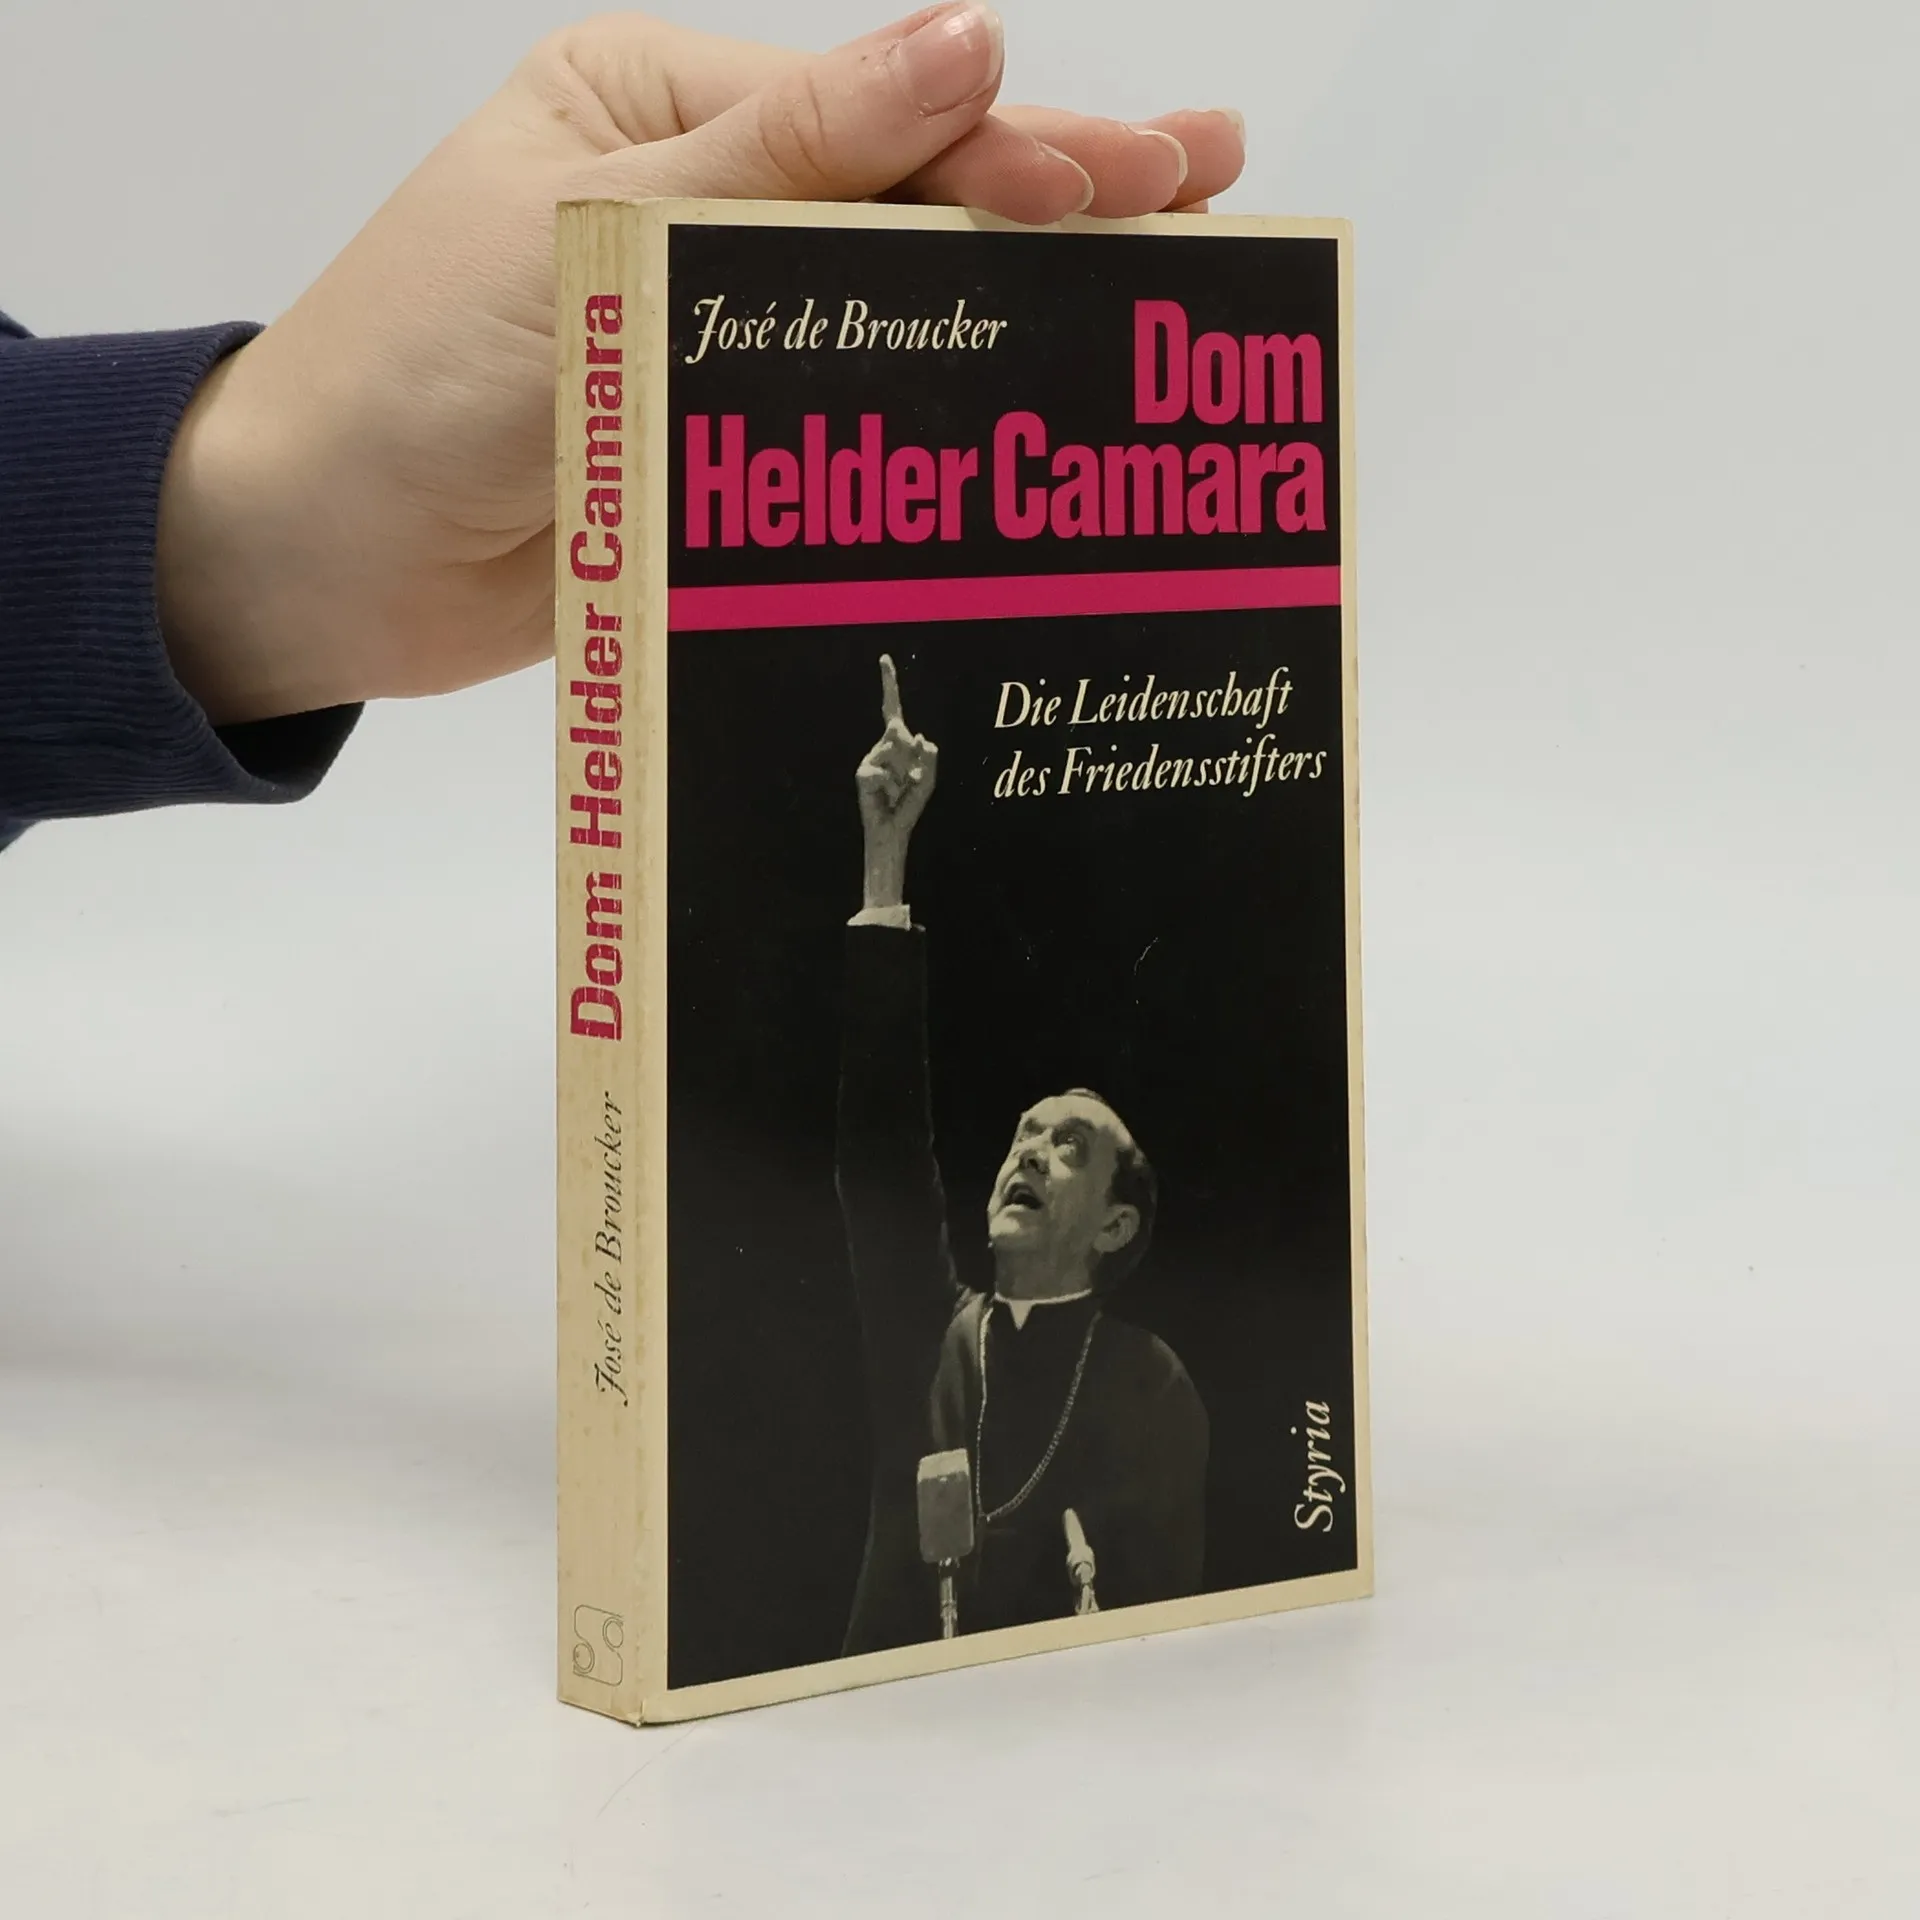 José de Broucker
Dom
Helder Camara
Die Leidenschaft
des Friedensstifters
Styria
José de Broucker Dom Helder Camara